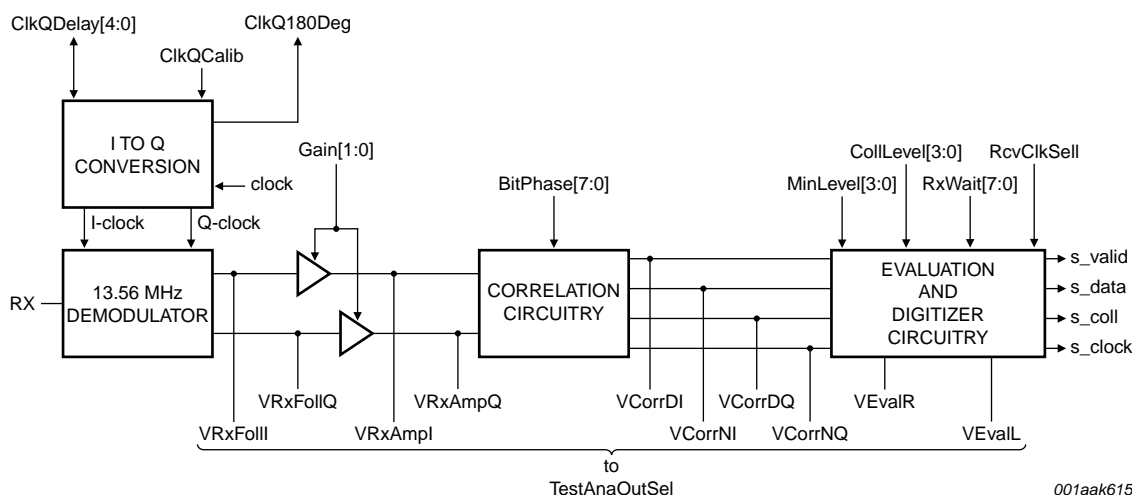 ClkQDelay[4:0]
ClkQ180Deg
ClkQCalib
I TO Q
CONVERSION
clock
I-clock
Q-clock
Gain[1:0]
BitPhase[7:0]
CollLevel[3:0]
RcvClkSelI
MinLevel[3:0]
RxWait[7:0]
RX
13.56 MHz
DEMODULATOR
CORRELATION
CIRCUITRY
EVALUATION
AND
DIGITIZER
CIRCUITRY
s_valid
s_data
s_coll
s_clock
VRxFollQ
VRxAmpQ
VCorrDI
VCorrDQ
VEvalR
VRxFollI
VRxAmpI
VCorrNI
VCorrNQ
VEvalL
to
TestAnaOutSel
001aak615